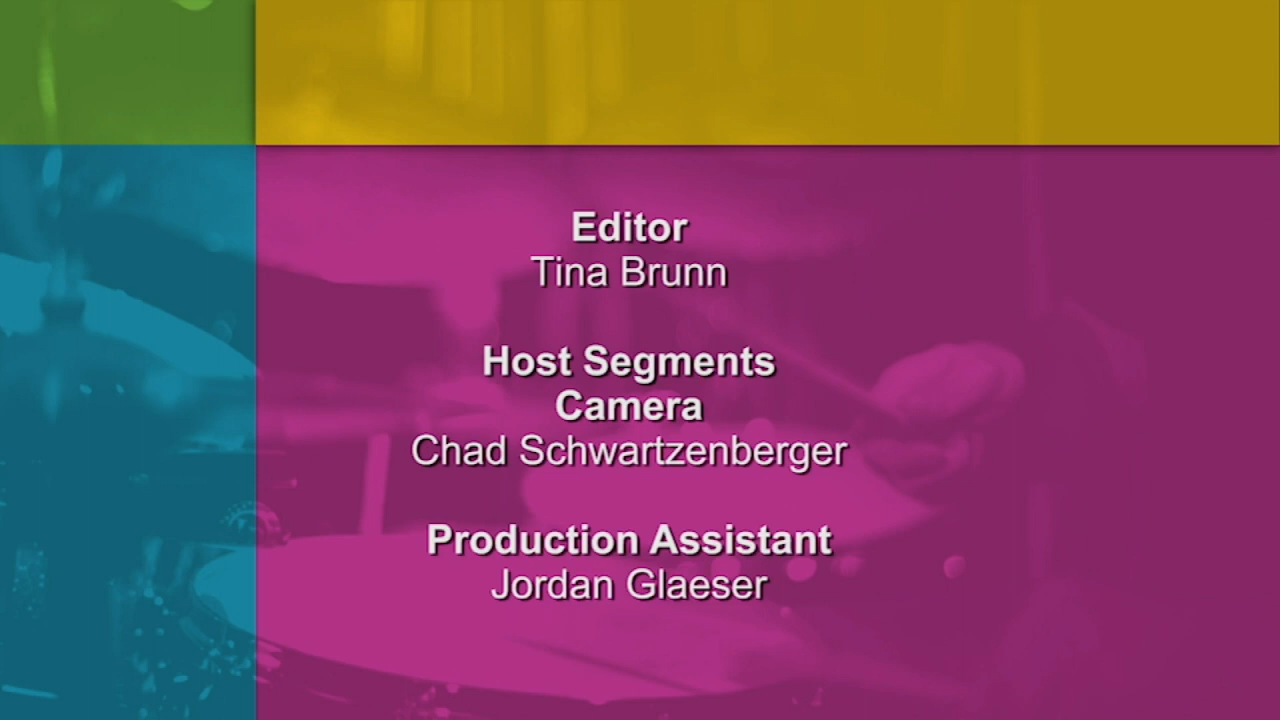 Editor
Tina Brunn
Host Segments
Camera
Chad Schwartzenberger
Production Assistant
Jordan Glaeser